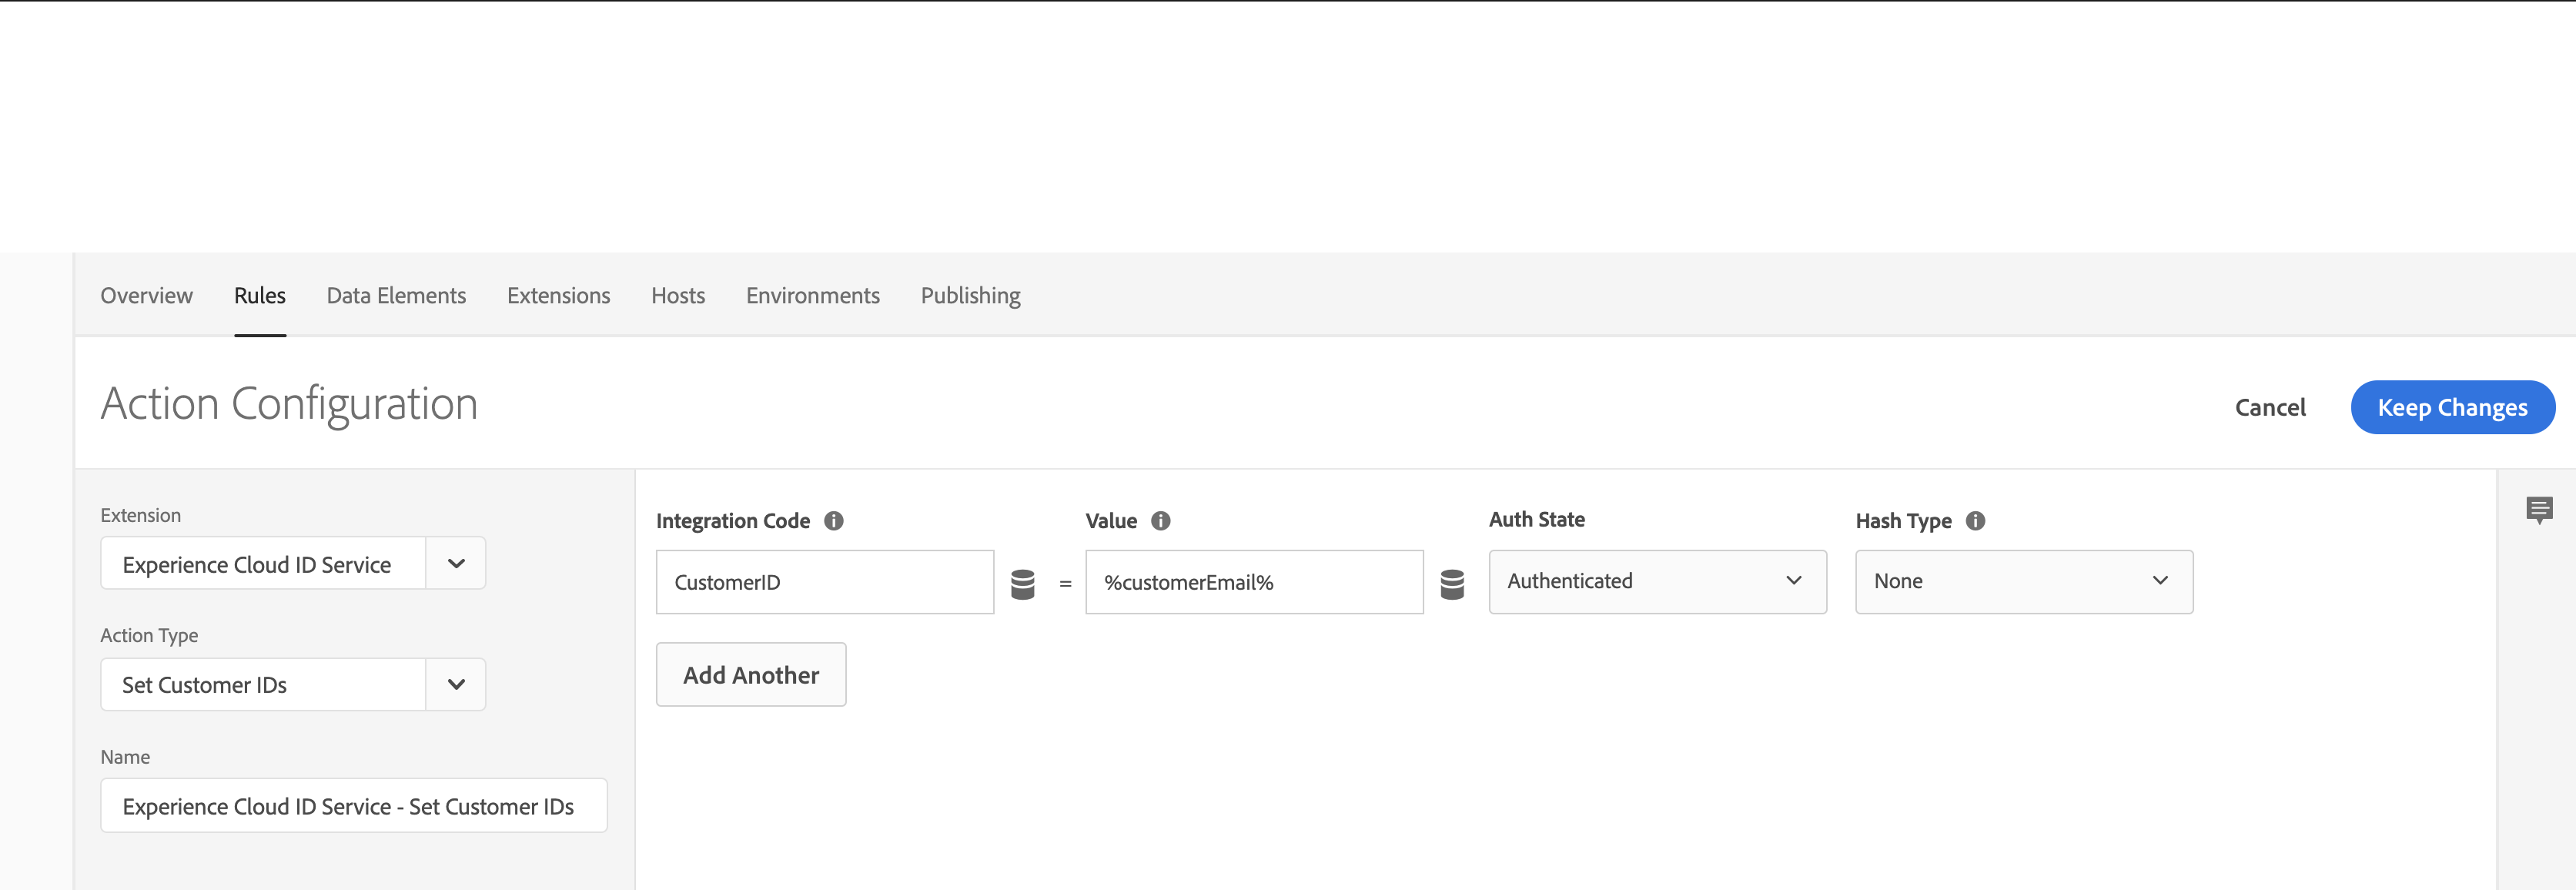 Overview Rules Data Elements Extensions Hosts Environments Publishing
Action Configuration
Cancel Keep Changes
Extension
Experience Cloud ID Service
Action Type
Set Customer IDs
Name
Experience Cloud ID Service - Set Customer IDs
Integration Code Value Auth State Hash Type
CustomerID = %customerEmail% Authenticated None
Add Another